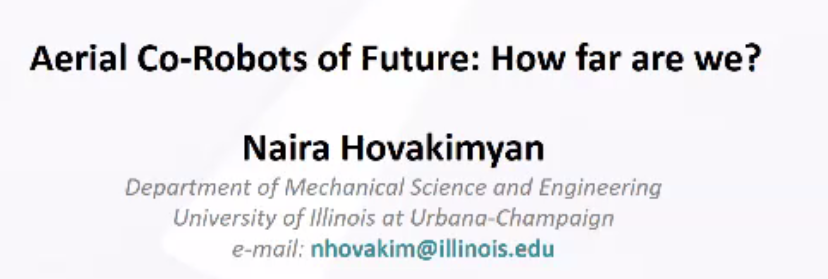 Aerial Co-Robots of Future: How far are we?
Naira Hovakimyan
Department of Mechanical Science and Engineering
University of Illinois at Urbana-Champaign
e-mail: nhovakim@illinois.edu